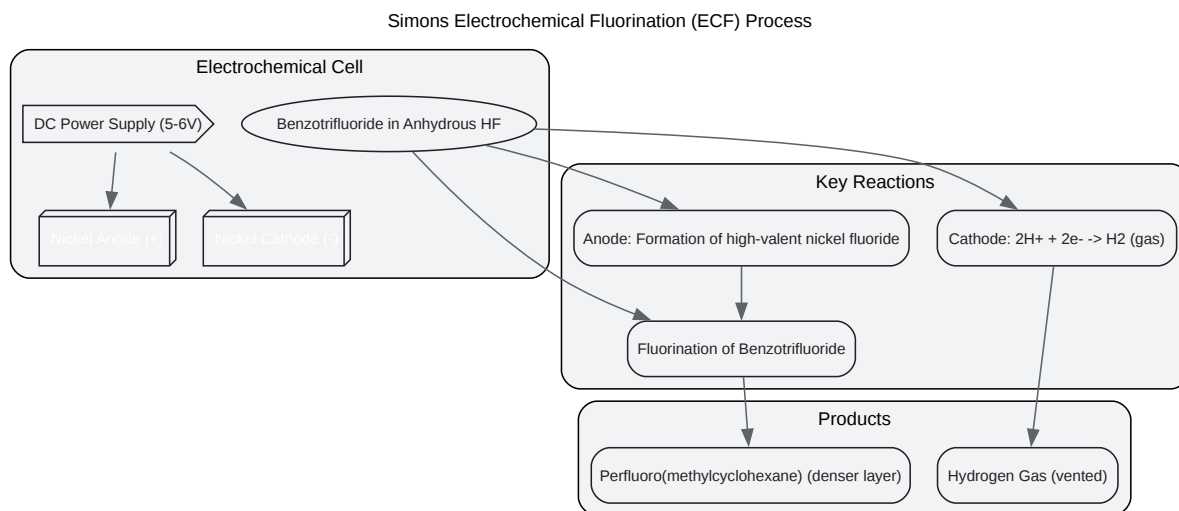 Simons Electrochemical Fluorination (ECF) Process
Electrochemical Cell
DC Power Supply (5-6V)
Benzotrifluoride in Anhydrous HF
Nickel Anode (+)
Nickel Cathode (-)
Key Reactions
Anode: Formation of high-valent nickel fluoride
Cathode: 2H+ + 2e- -> H2 (gas)
Fluorination of Benzotrifluoride
Products
Perfluoro(methylcyclohexane) (denser layer)
Hydrogen Gas (vented)